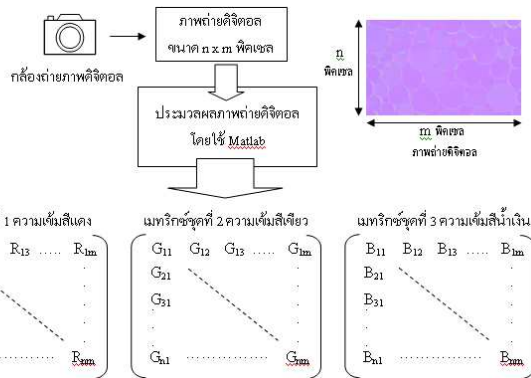 ภาพถ่ายดิจิตอล
ขนาด n x m พิคเซล
กล้องถ่ายภาพดิจิตอล
n
พิคเซล
m พิคเซล
ภาพถ่ายดิจิตอล
ประมวลผลภาพถ่ายดิจิตอล
โดยใช้ Matlab
1 ความเข้มสีแดง
เมทริกซ์ชุดที่ 2 ความเข้มสีเขียว
เมทริกซ์ชุดที่ 3 ความเข้มสีน้ำเงิน
R13 ..... R1m
Rnm
G11 G12 G13 ..... G1m
G21
G31
Gn1 Gnm
B11 B12 B13 ..... B1m
B21
B31
Bn1 Bnm